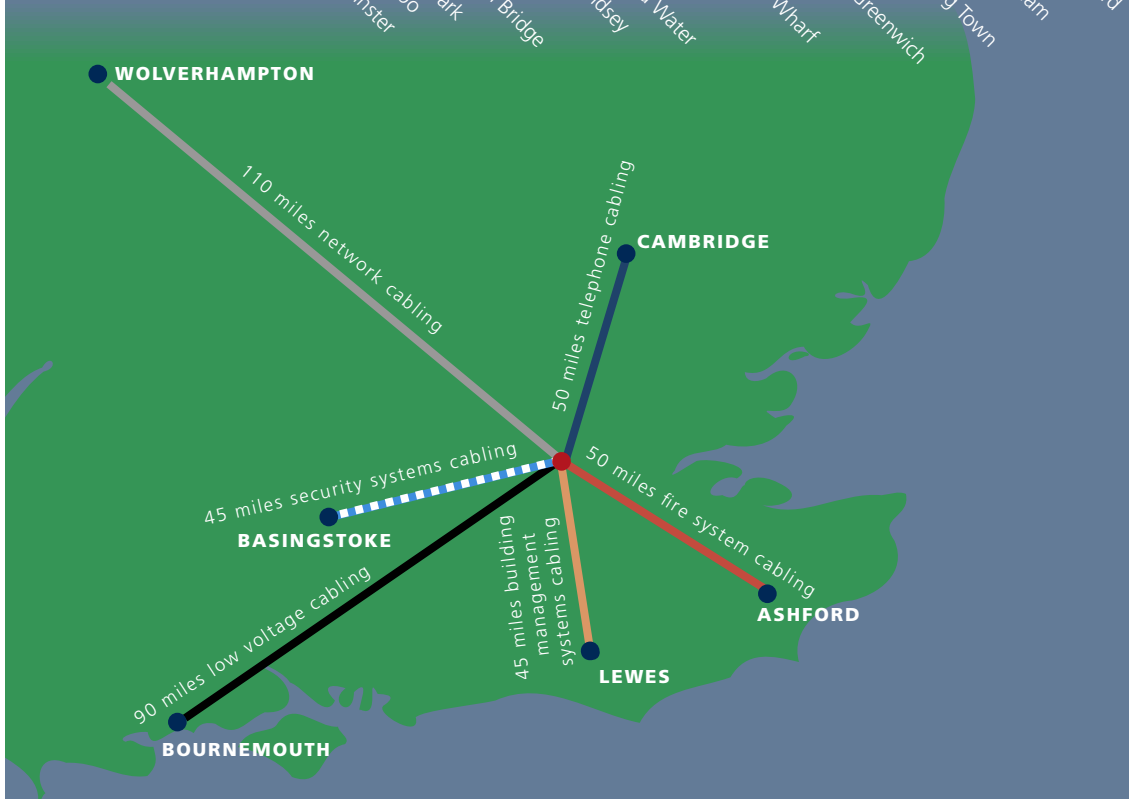 Bridge
Water
Wharf
Greenwich
Town
WOLVERHAMPTON
110 miles network cabling
50 miles telephone cabling
CAMBRIDGE
45 miles security systems cabling
BASINGSTOKE
50 miles fire system cabling
ASHFORD
45 miles building
management
systems cabling
LEWES
90 miles low voltage cabling
BOURNEMOUTH